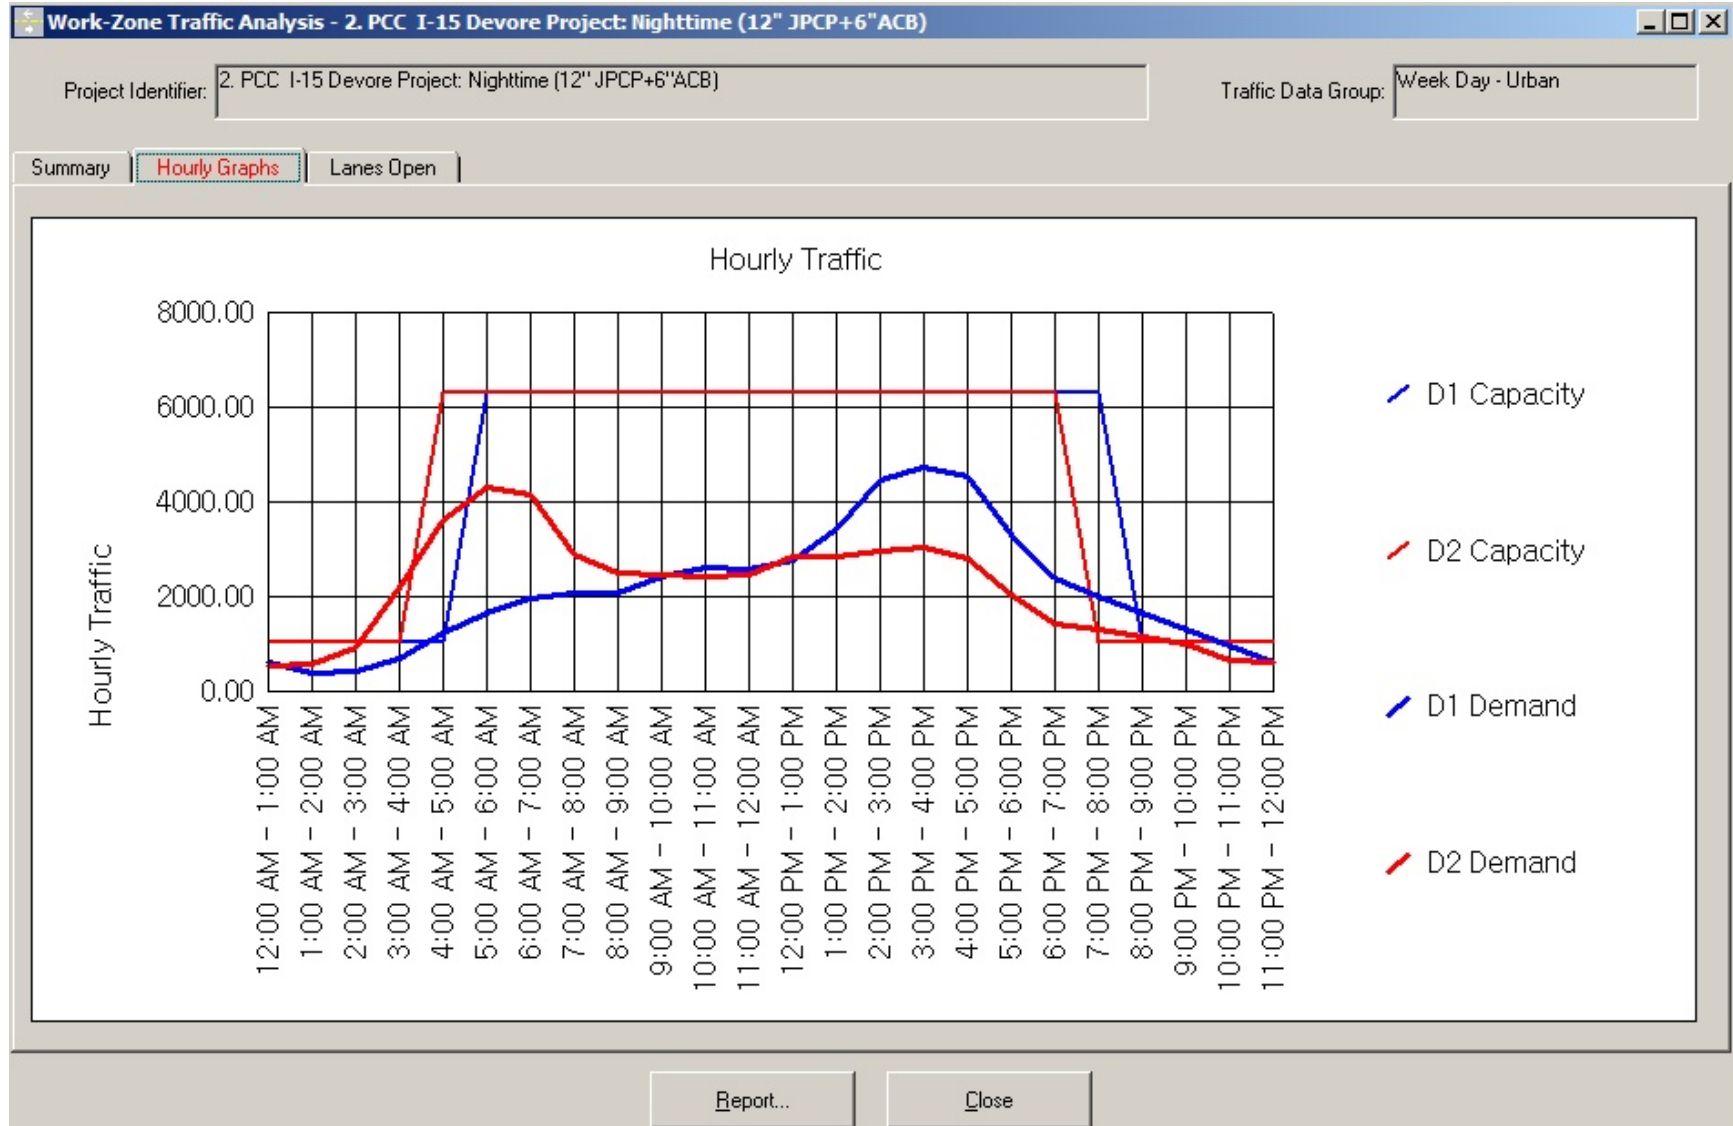 Work-Zone Traffic Analysis - 2. PCC  I-15 Devore Project: Nighttime (12" JPCP+6"ACB)
Project Identifier: 2. PCC  I-15 Devore Project: Nighttime (12" JPCP+6"ACB)
Traffic Data Group: Week Day - Urban
Summary
Hourly Graphs
Lanes Open
Hourly Traffic
8000.00
6000.00
4000.00
2000.00
0.00
Hourly Traffic
12:00 AM - 1:00 AM
1:00 AM - 2:00 AM
2:00 AM - 3:00 AM
3:00 AM - 4:00 AM
4:00 AM - 5:00 AM
5:00 AM - 6:00 AM
6:00 AM - 7:00 AM
7:00 AM - 8:00 AM
8:00 AM - 9:00 AM
9:00 AM - 10:00 AM
10:00 AM - 11:00 AM
11:00 AM - 12:00 AM
12:00 PM - 1:00 PM
1:00 PM - 2:00 PM
2:00 PM - 3:00 PM
3:00 PM - 4:00 PM
4:00 PM - 5:00 PM
5:00 PM - 6:00 PM
6:00 PM - 7:00 PM
7:00 PM - 8:00 PM
8:00 PM - 9:00 PM
9:00 PM - 10:00 PM
10:00 PM - 11:00 PM
11:00 PM - 12:00 PM
D1 Capacity
D2 Capacity
D1 Demand
D2 Demand
Report...
Close